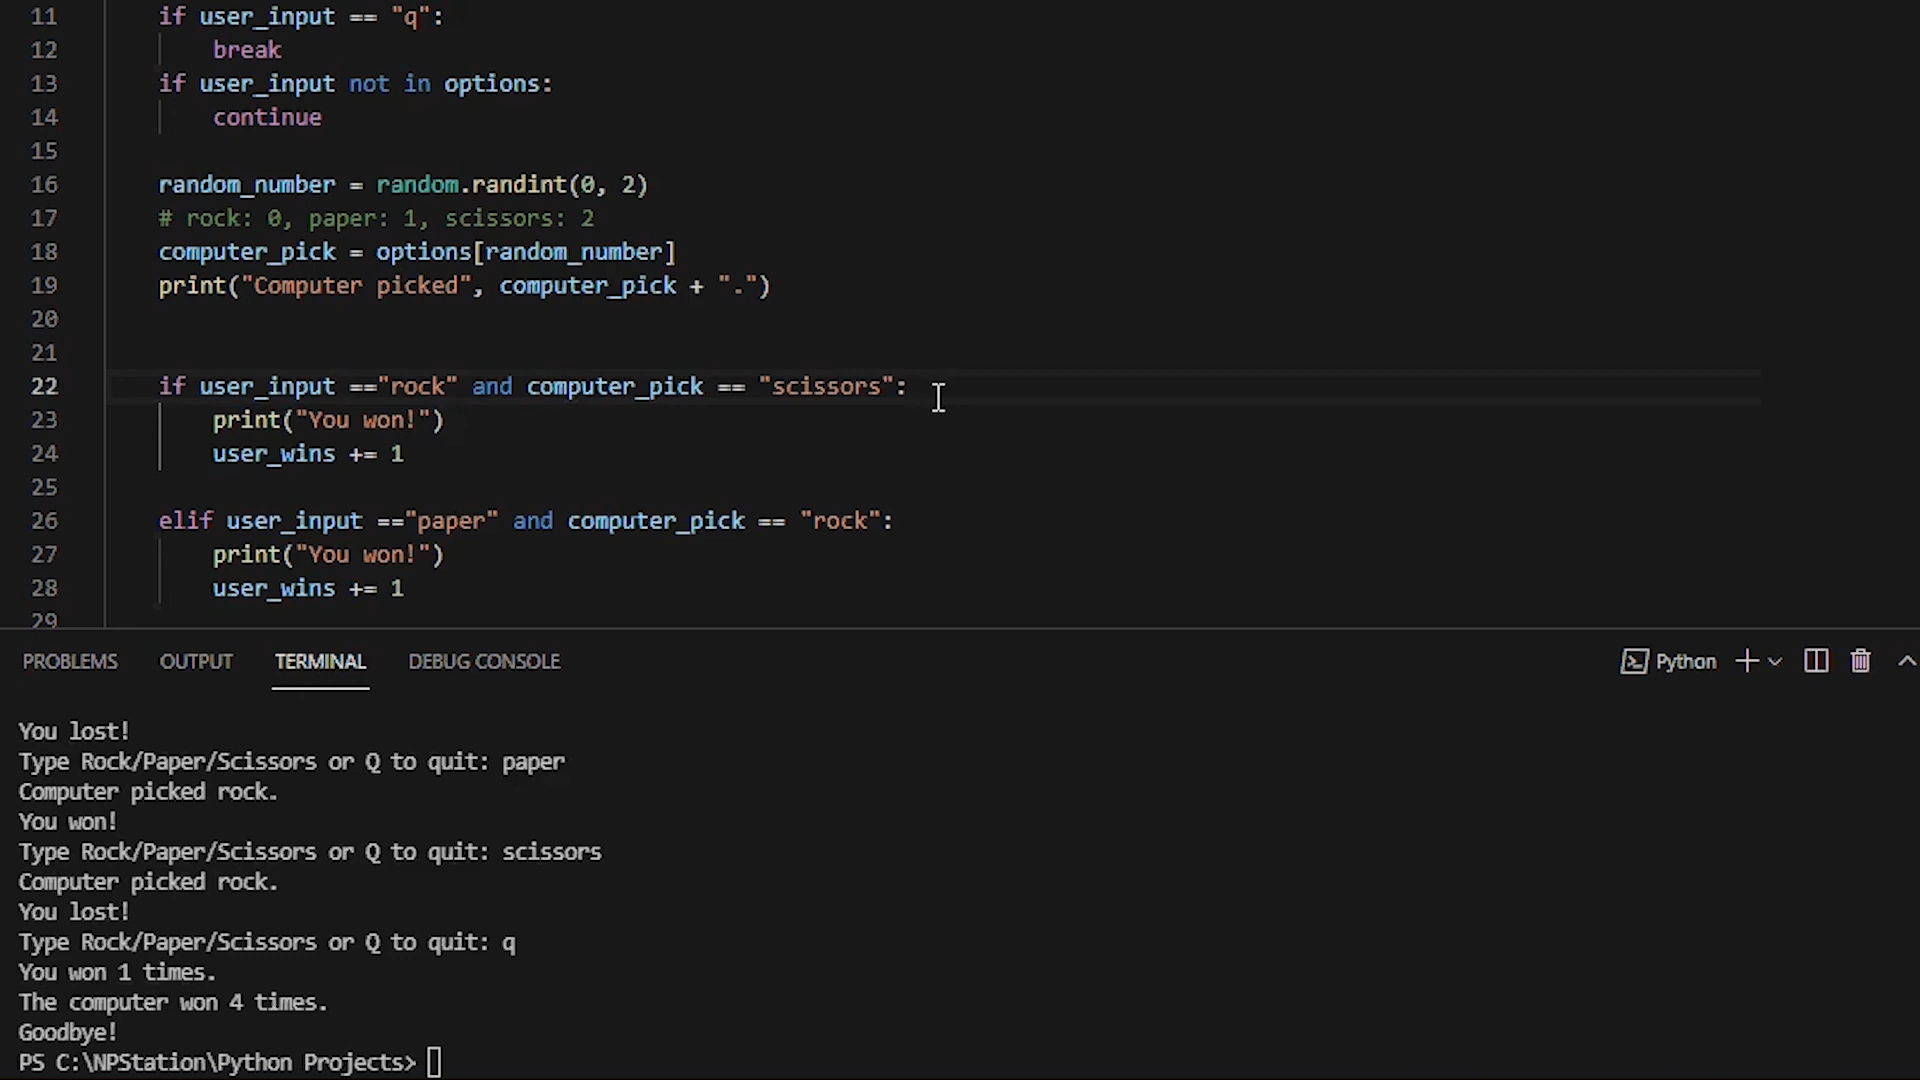 11 if user_input == "q":
12 break
13 if user_input not in options:
14 continue
15
16 random_number = random.randint(0, 2)
17 # rock: 0, paper: 1, scissors: 2
18 computer_pick = options[random_number]
19 print("Computer picked", computer_pick + ".")
20
21
22 if user_input =="rock" and computer_pick == "scissors":
23 print("You won!")
24 user_wins += 1
25
26 elif user_input =="paper" and computer_pick == "rock":
27 print("You won!")
28 user_wins += 1
29
PROBLEMS OUTPUT TERMINAL DEBUG CONSOLE Python
You lost!
Type Rock/Paper/Scissors or Q to quit: paper
Computer picked rock.
You won!
Type Rock/Paper/Scissors or Q to quit: scissors
Computer picked rock.
You lost!
Type Rock/Paper/Scissors or Q to quit: q
You won 1 times.
The computer won 4 times.
Goodbye!
PS C:\NPStation\Python Projects>